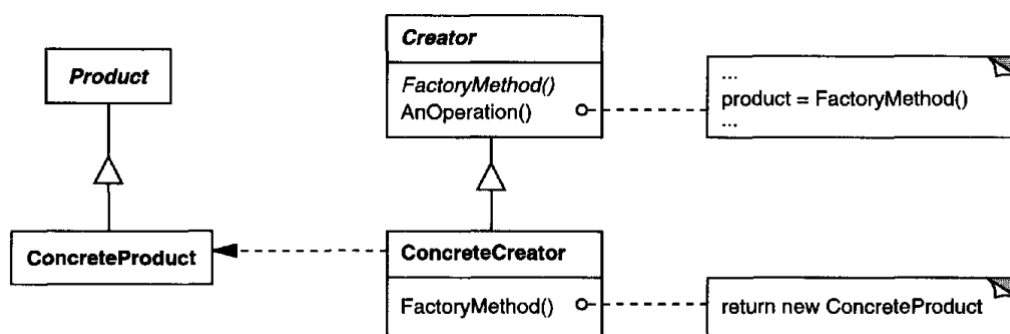 Product
ConcreteProduct
Creator
FactoryMethod()
AnOperation()
...
product = FactoryMethod()
...
ConcreteCreator
FactoryMethod()
return new ConcreteProduct